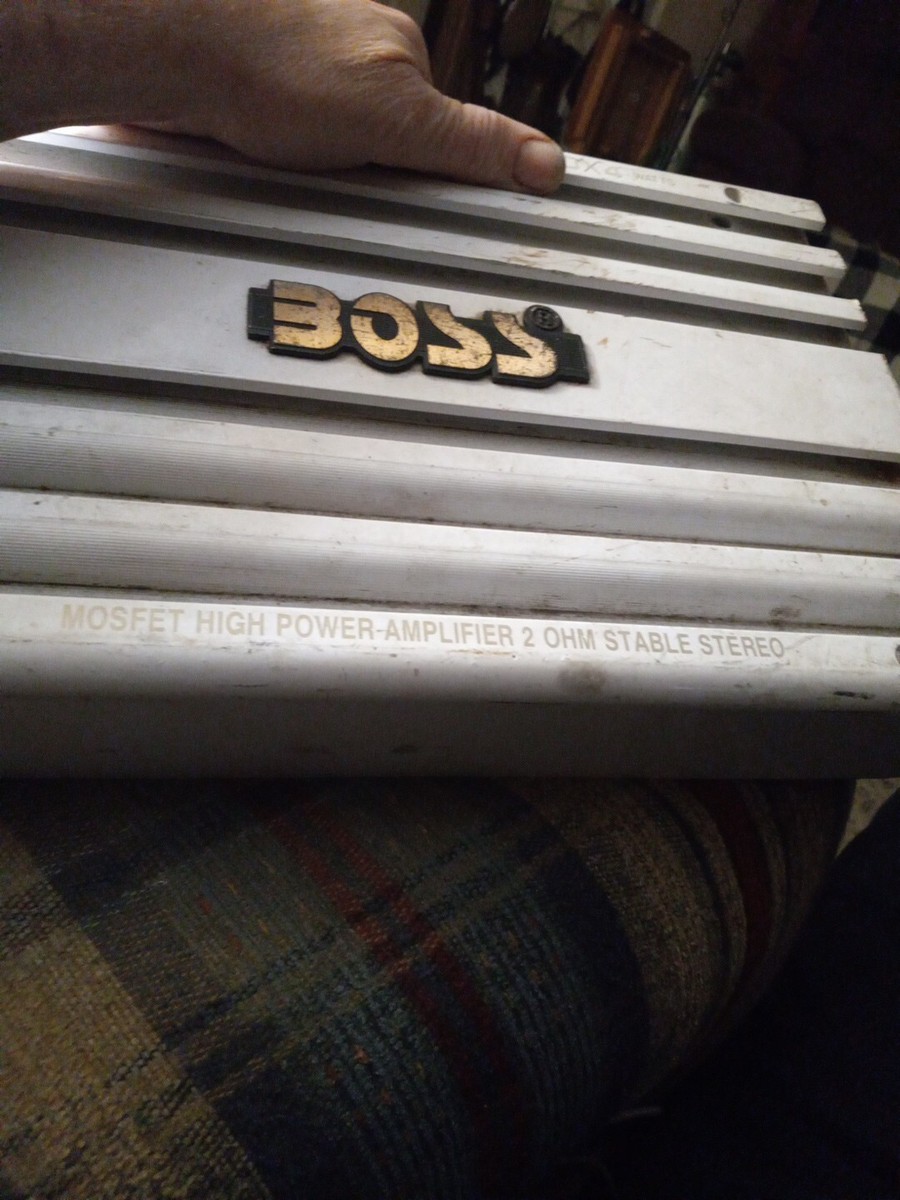 BOSS®
MOSFET HIGH POWER-AMPLIFIER 2 OHM STABLE STEREO